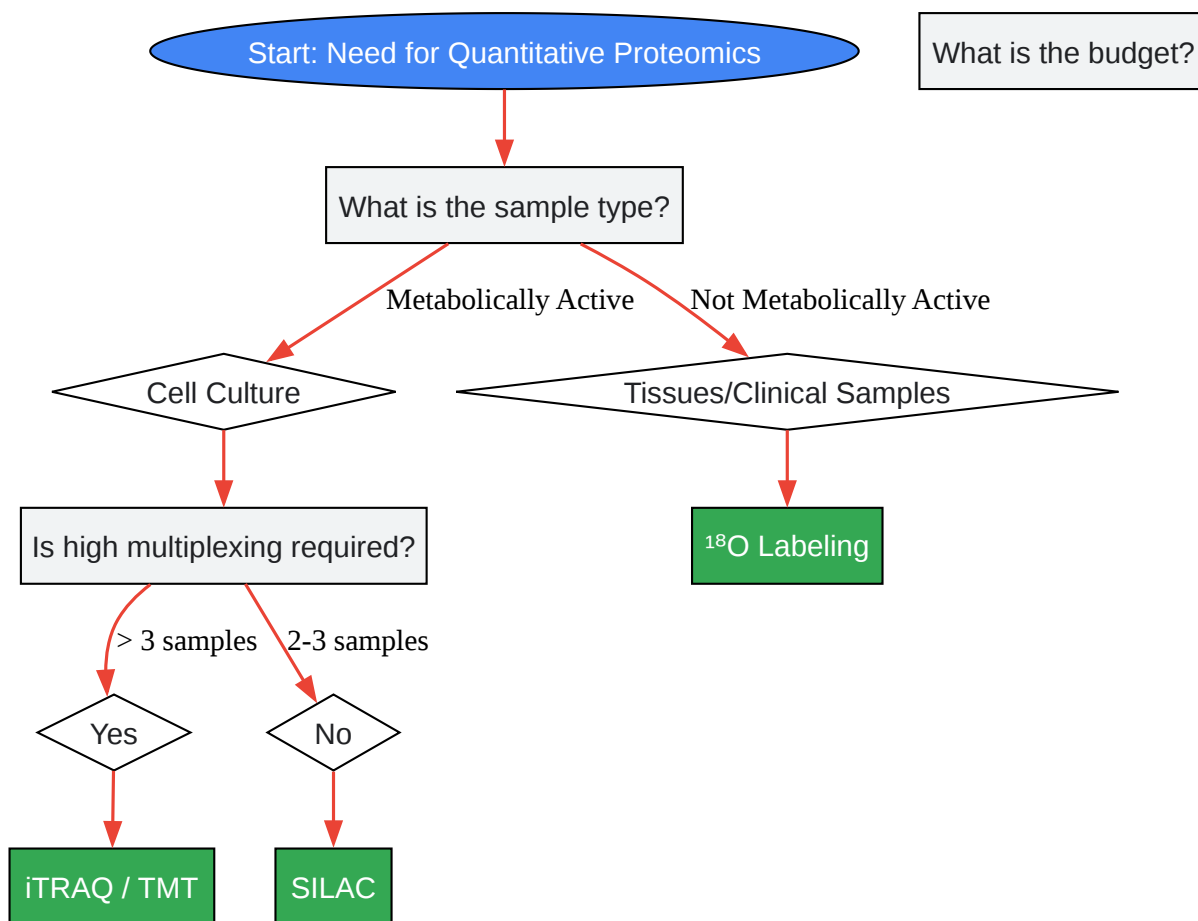 Start: Need for Quantitative Proteomics
What is the budget?
What is the sample type?
Metabolically Active
Not Metabolically Active
Cell Culture
Tissues/Clinical Samples
Is high multiplexing required?
¹⁸O Labeling
> 3 samples
2-3 samples
Yes
No
iTRAQ / TMT
SILAC